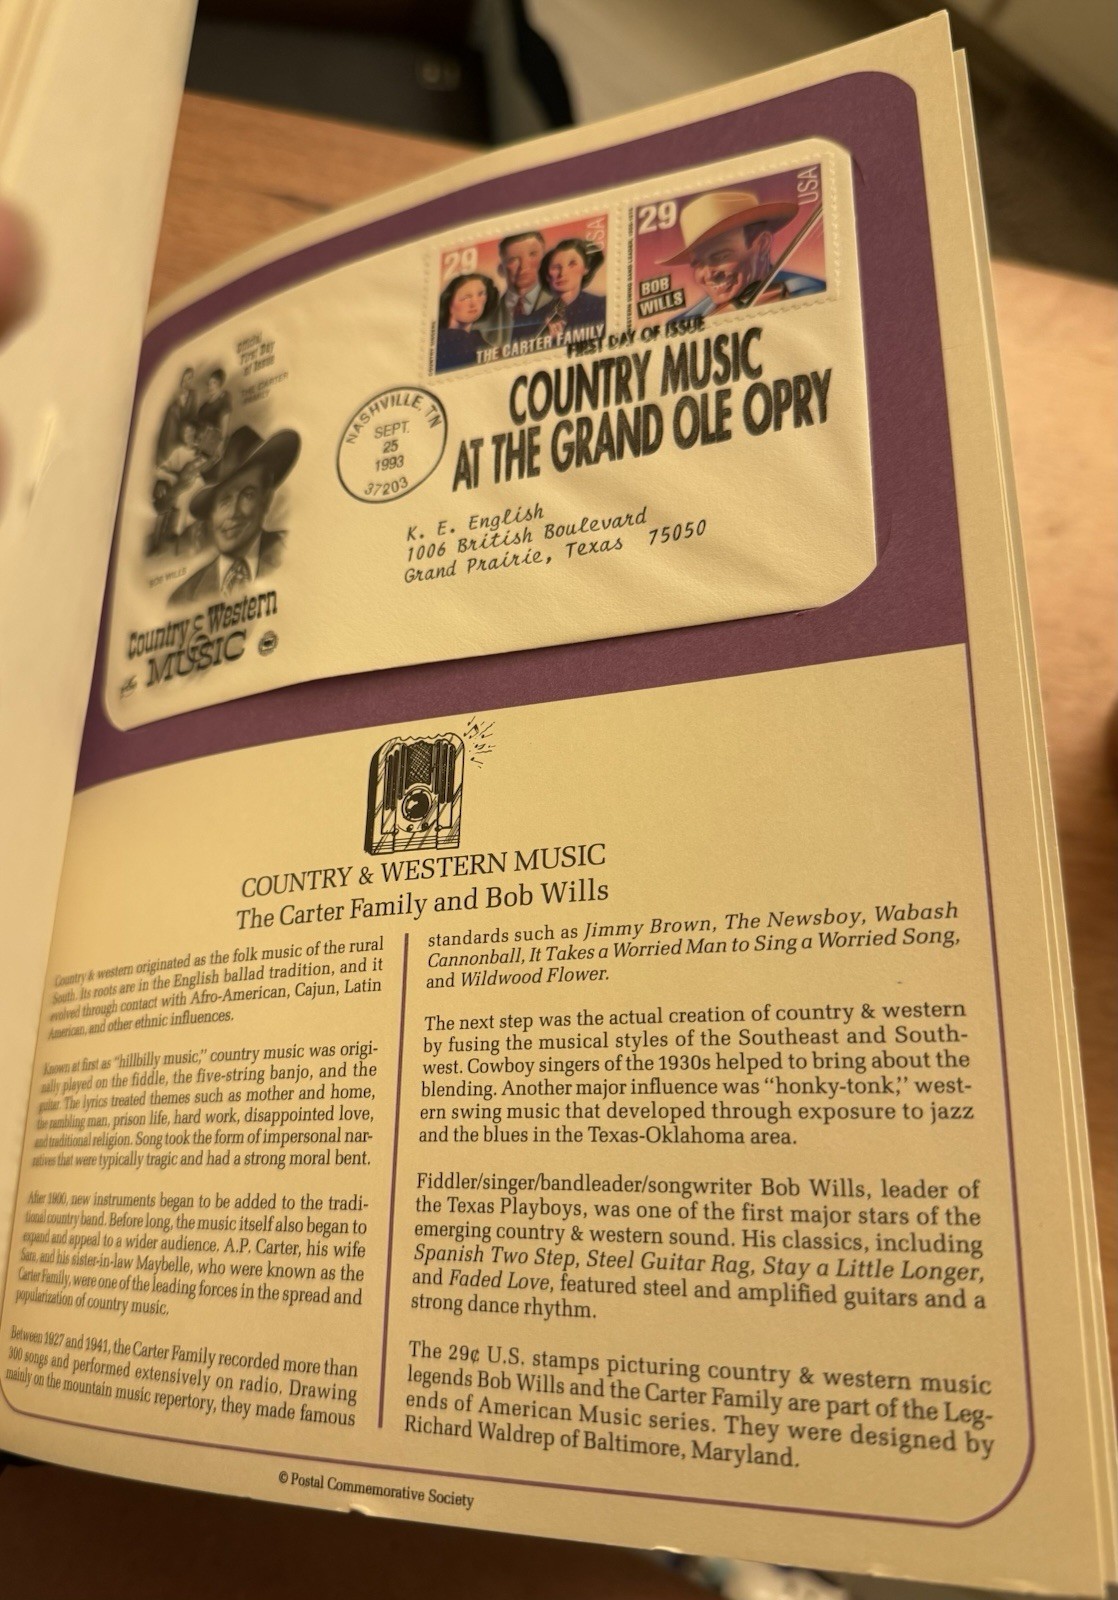 OFFICIAL
FIRST DAY
OF ISSUE
THE CARTER
FAMILY
BOB WILLS
Country & Western
MUSIC
29
USA
THE CARTER FAMILY
29
USA
BOB
WILLS
FIRST DAY OF ISSUE
COUNTRY MUSIC
AT THE GRAND OLE OPRY
NASHVILLE, TN
SEPT.
25
1993
37203
K. E. English
1006 British Boulevard
Grand Prairie, Texas 75050
COUNTRY & WESTERN MUSIC
The Carter Family and Bob Wills
Country & western originated as the folk music of the rural
South. Its roots are in the English ballad tradition, and it
evolved through contact with Afro-American, Cajun, Latin
American, and other ethnic influences.
Known at first as “hillbilly music,” country music was origi-
nally played on the fiddle, the five-string banjo, and the
guitar. The lyrics treated themes such as mother and home,
the rambling man, prison life, hard work, disappointed love,
and traditional religion. Song took the form of impersonal nar-
ratives that were typically tragic and had a strong moral bent.
After 1900, new instruments began to be added to the tradi-
tional country band. Before long, the music itself also began to
expand and appeal to a wider audience. A.P. Carter, his wife
Sara, and his sister-in-law Maybelle, who were known as the
Carter Family, were one of the leading forces in the spread and
popularization of country music.
Between 1927 and 1941, the Carter Family recorded more than
300 songs and performed extensively on radio. Drawing
mainly on the mountain music repertory, they made famous
standards such as Jimmy Brown, The Newsboy, Wabash
Cannonball, It Takes a Worried Man to Sing a Worried Song,
and Wildwood Flower.
The next step was the actual creation of country & western
by fusing the musical styles of the Southeast and South-
west. Cowboy singers of the 1930s helped to bring about the
blending. Another major influence was “honky-tonk,” west-
ern swing music that developed through exposure to jazz
and the blues in the Texas-Oklahoma area.
Fiddler/singer/bandleader/songwriter Bob Wills, leader of
the Texas Playboys, was one of the first major stars of the
emerging country & western sound. His classics, including
Spanish Two Step, Steel Guitar Rag, Stay a Little Longer,
and Faded Love, featured steel and amplified guitars and a
strong dance rhythm.
The 29¢ U.S. stamps picturing country & western music
legends Bob Wills and the Carter Family are part of the Leg-
ends of American Music series. They were designed by
Richard Waldrep of Baltimore, Maryland.
© Postal Commemorative Society